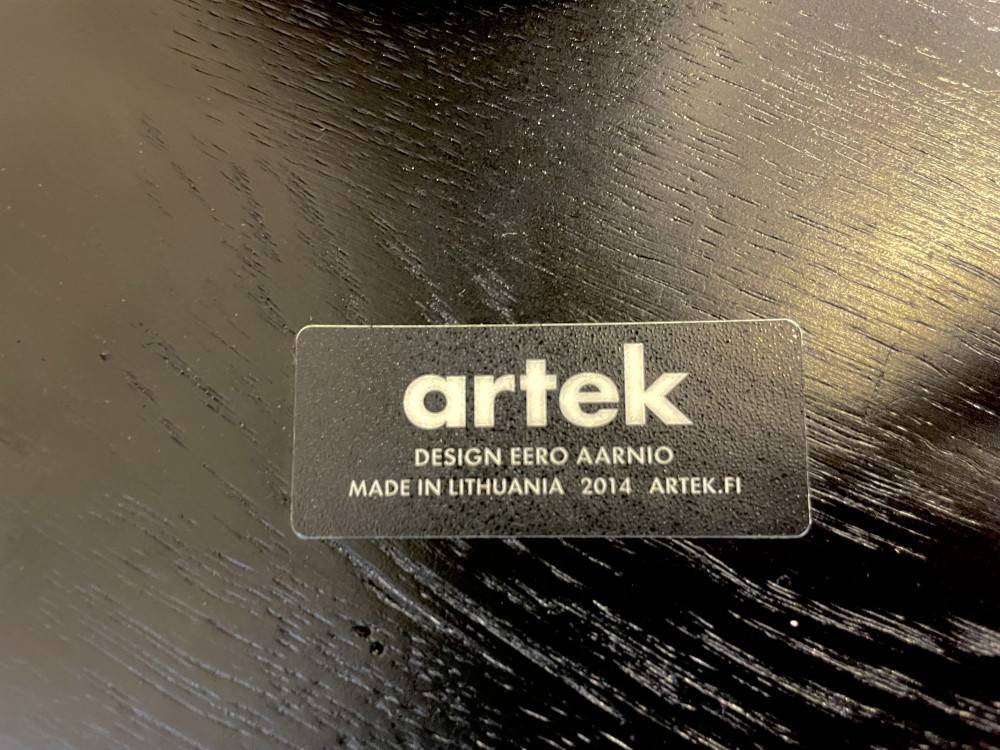 artek
DESIGN EERO AARNIO
MADE IN LITHUANIA 2014 ARTEK.FI